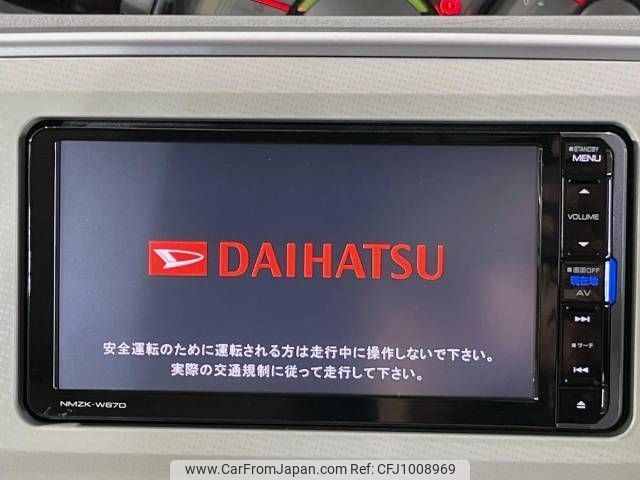 ■STANDBY
MENU
VOLUME
■画面OFF
現在地
AV
■サーチ
DAIHATSU
安全運転のために運転される方は走行中に操作しないで下さい。
実際の交通規制に従って走行して下さい。
NMZK-W67D
www.CarFromJapan.com CFJ1008969